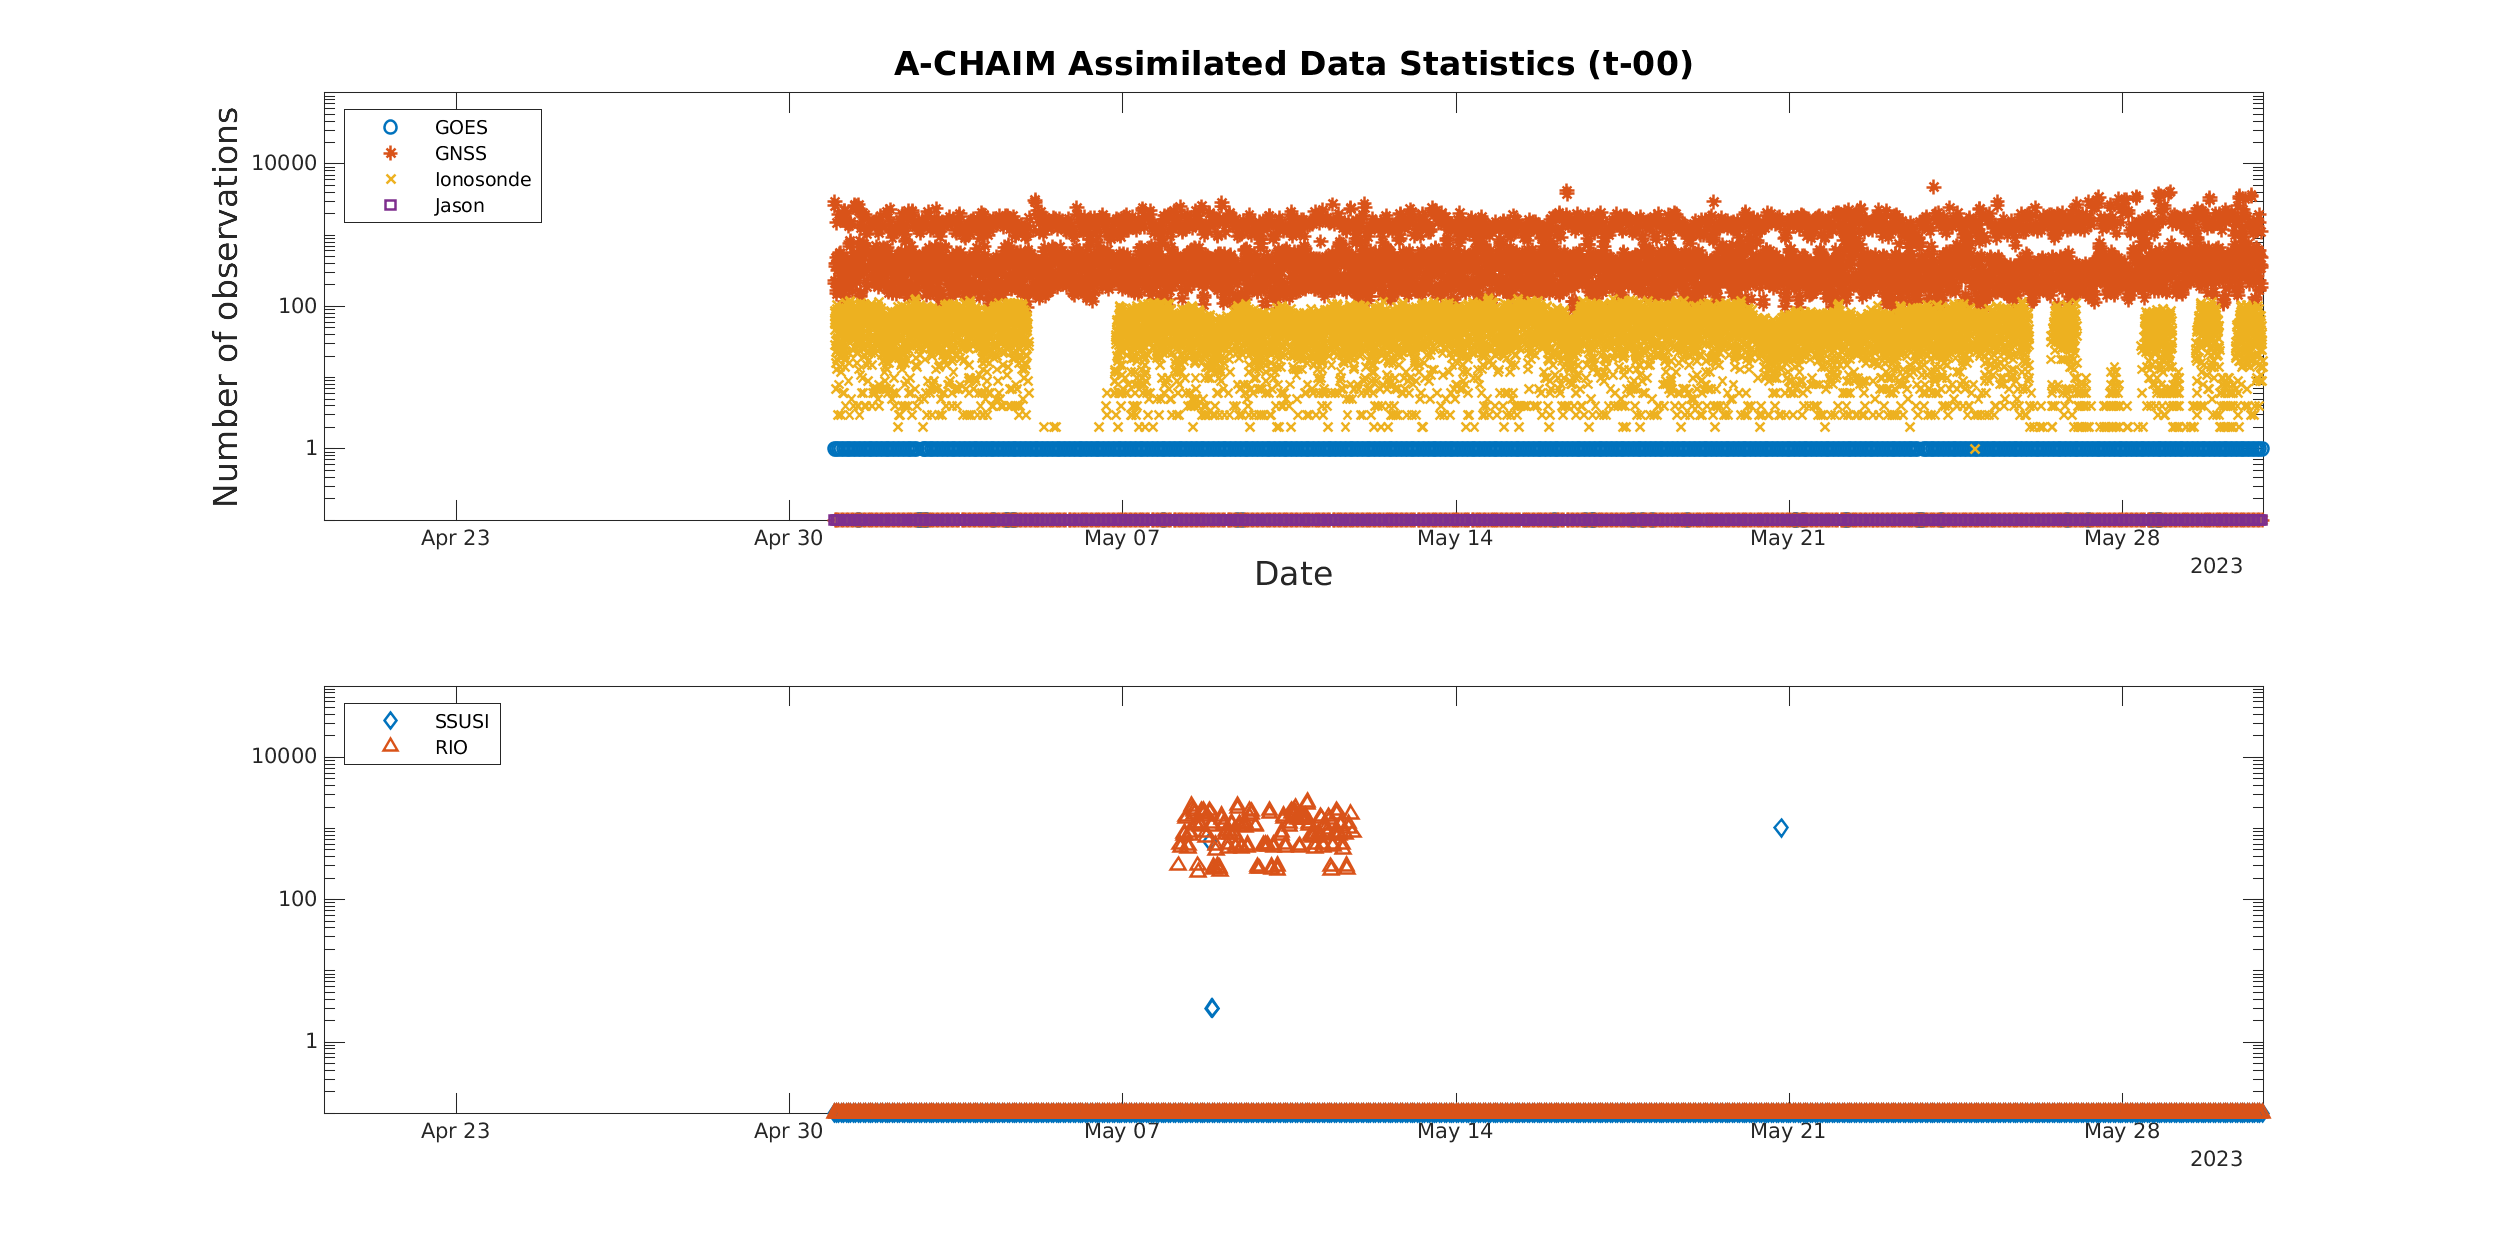 A-CHAIM Assimilated Data Statistics (t-00)
Number of observations
10000
100
1
GOES
GNSS
Ionosonde
Jason
Apr 23
Apr 30
May 07
May 14
May 21
May 28
2023
Date
10000
100
1
SSUSI
RIO
Apr 23
Apr 30
May 07
May 14
May 21
May 28
2023